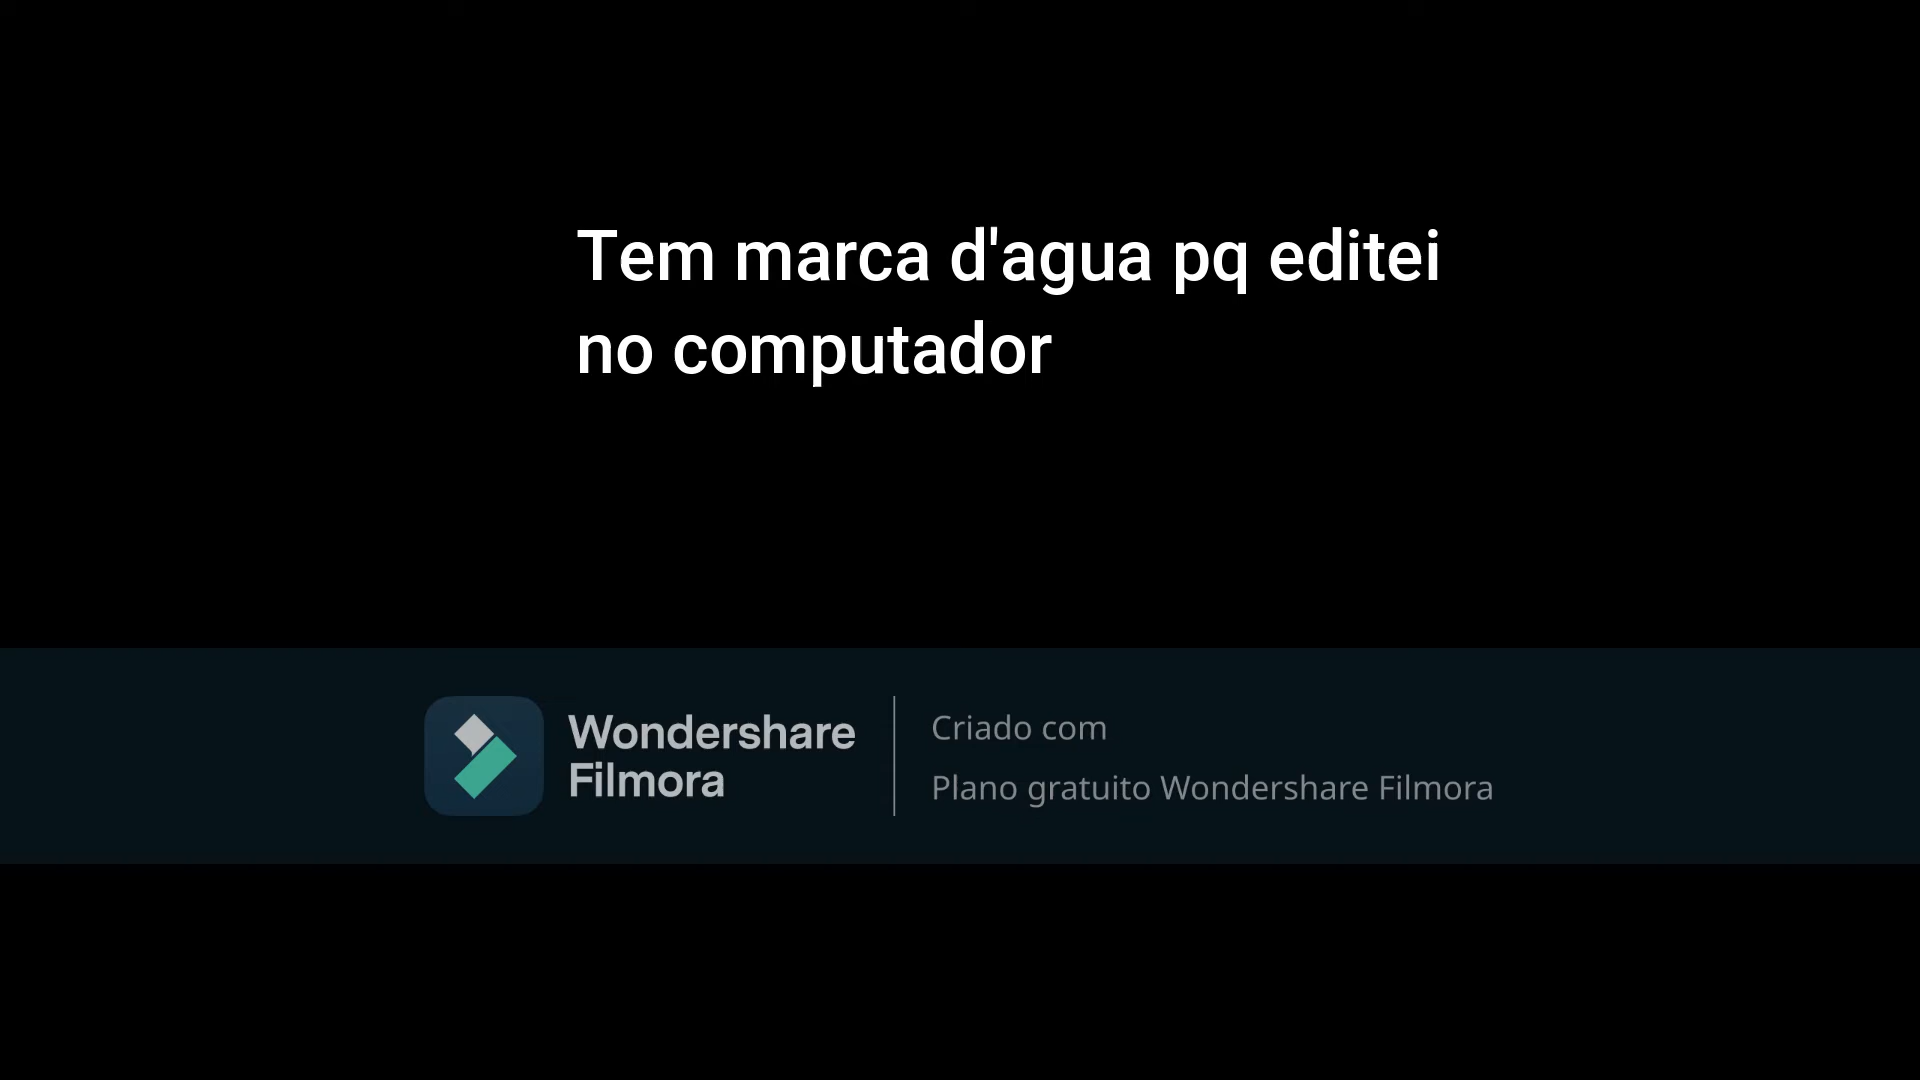 Tem marca d'agua pq editei
no computador
Wondershare
Filmora
Criado com
Plano gratuito Wondershare Filmora